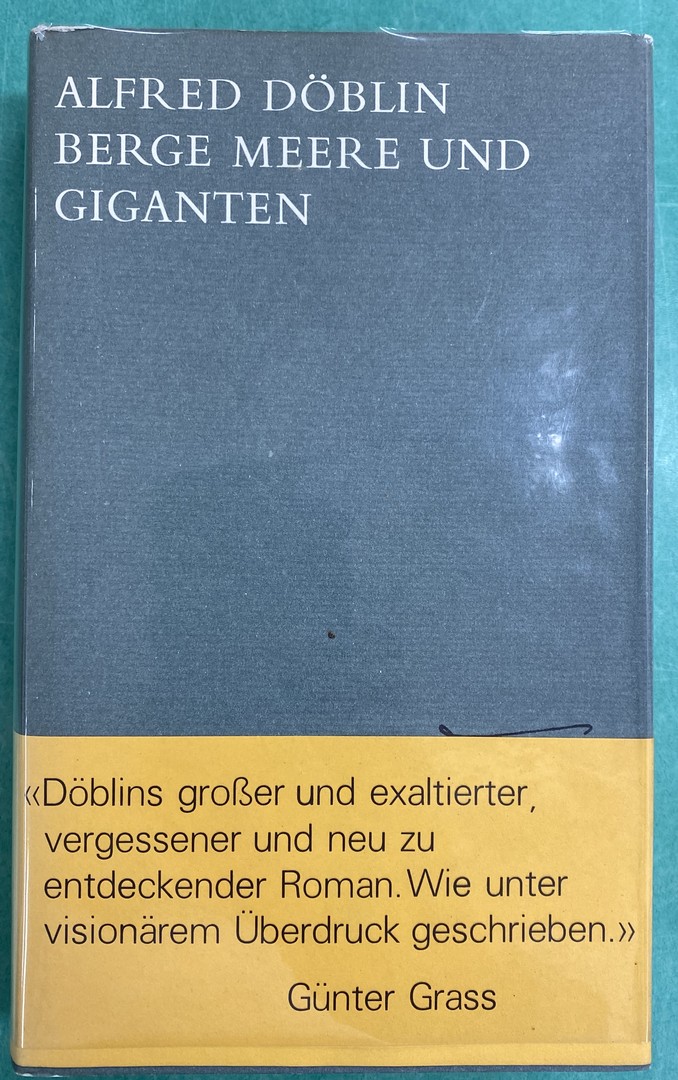 ALFRED DÖBLIN
BERGE MEERE UND
GIGANTEN
«Döblins großer und exaltierter,
vergessener und neu zu
entdeckender Roman. Wie unter
visionärem Überdruck geschrieben.»
Günter Grass